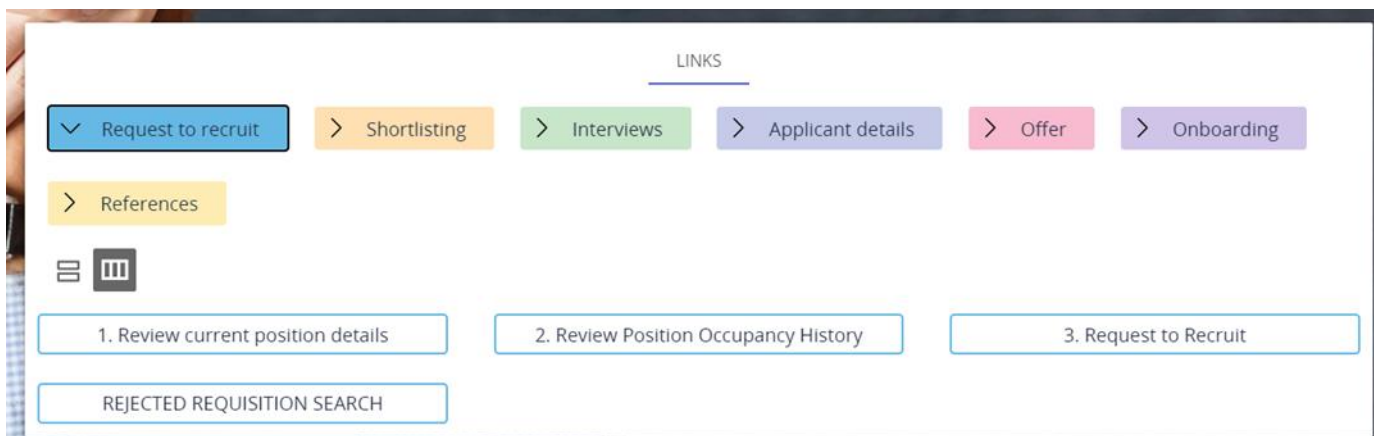 LINKS
Request to recruit Shortlisting Interviews Applicant details Offer Onboarding
References
1. Review current position details 2. Review Position Occupancy History 3. Request to Recruit
REJECTED REQUISITION SEARCH